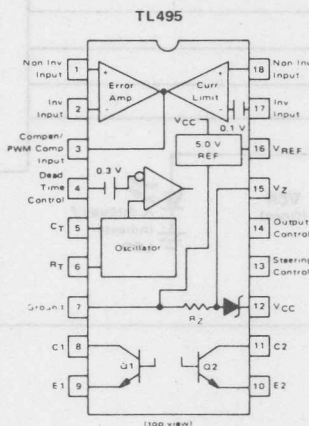 TL495
Non Inv Input
1
Inv Input
2
Compen/ PWM Comp Input
3
Dead Time Control
4
CT
5
RT
6
Ground
7
C1
8
E1
9
18
Non Inv Input
17
Inv Input
16
VREF
15
VZ
14
Output Control
13
Steering Control
12
VCC
11
C2
10
E2
+
-
Error Amp
+
-
Curr Limit
VCC
0.1 V
5.0 V REF
0.3 V
Oscillator
RZ
Q1
Q2
(top view)